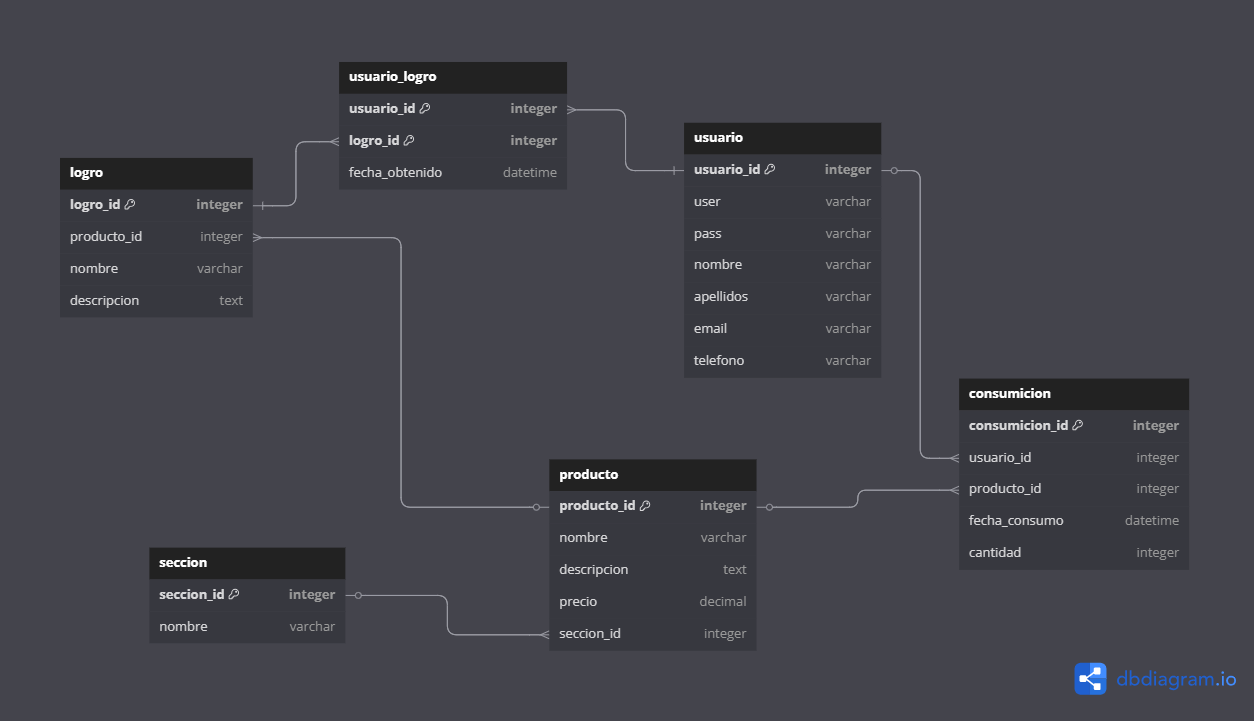 usuario_logro
usuario_id integer
logro_id integer
fecha_obtenido datetime
usuario
usuario_id integer
user varchar
pass varchar
nombre varchar
apellidos varchar
email varchar
telefono varchar
logro
logro_id integer
producto_id integer
nombre varchar
descripcion text
consumicion
consumicion_id integer
usuario_id integer
producto_id integer
fecha_consumo datetime
cantidad integer
producto
producto_id integer
nombre varchar
descripcion text
precio decimal
seccion_id integer
seccion
seccion_id integer
nombre varchar
dbdiagram.io